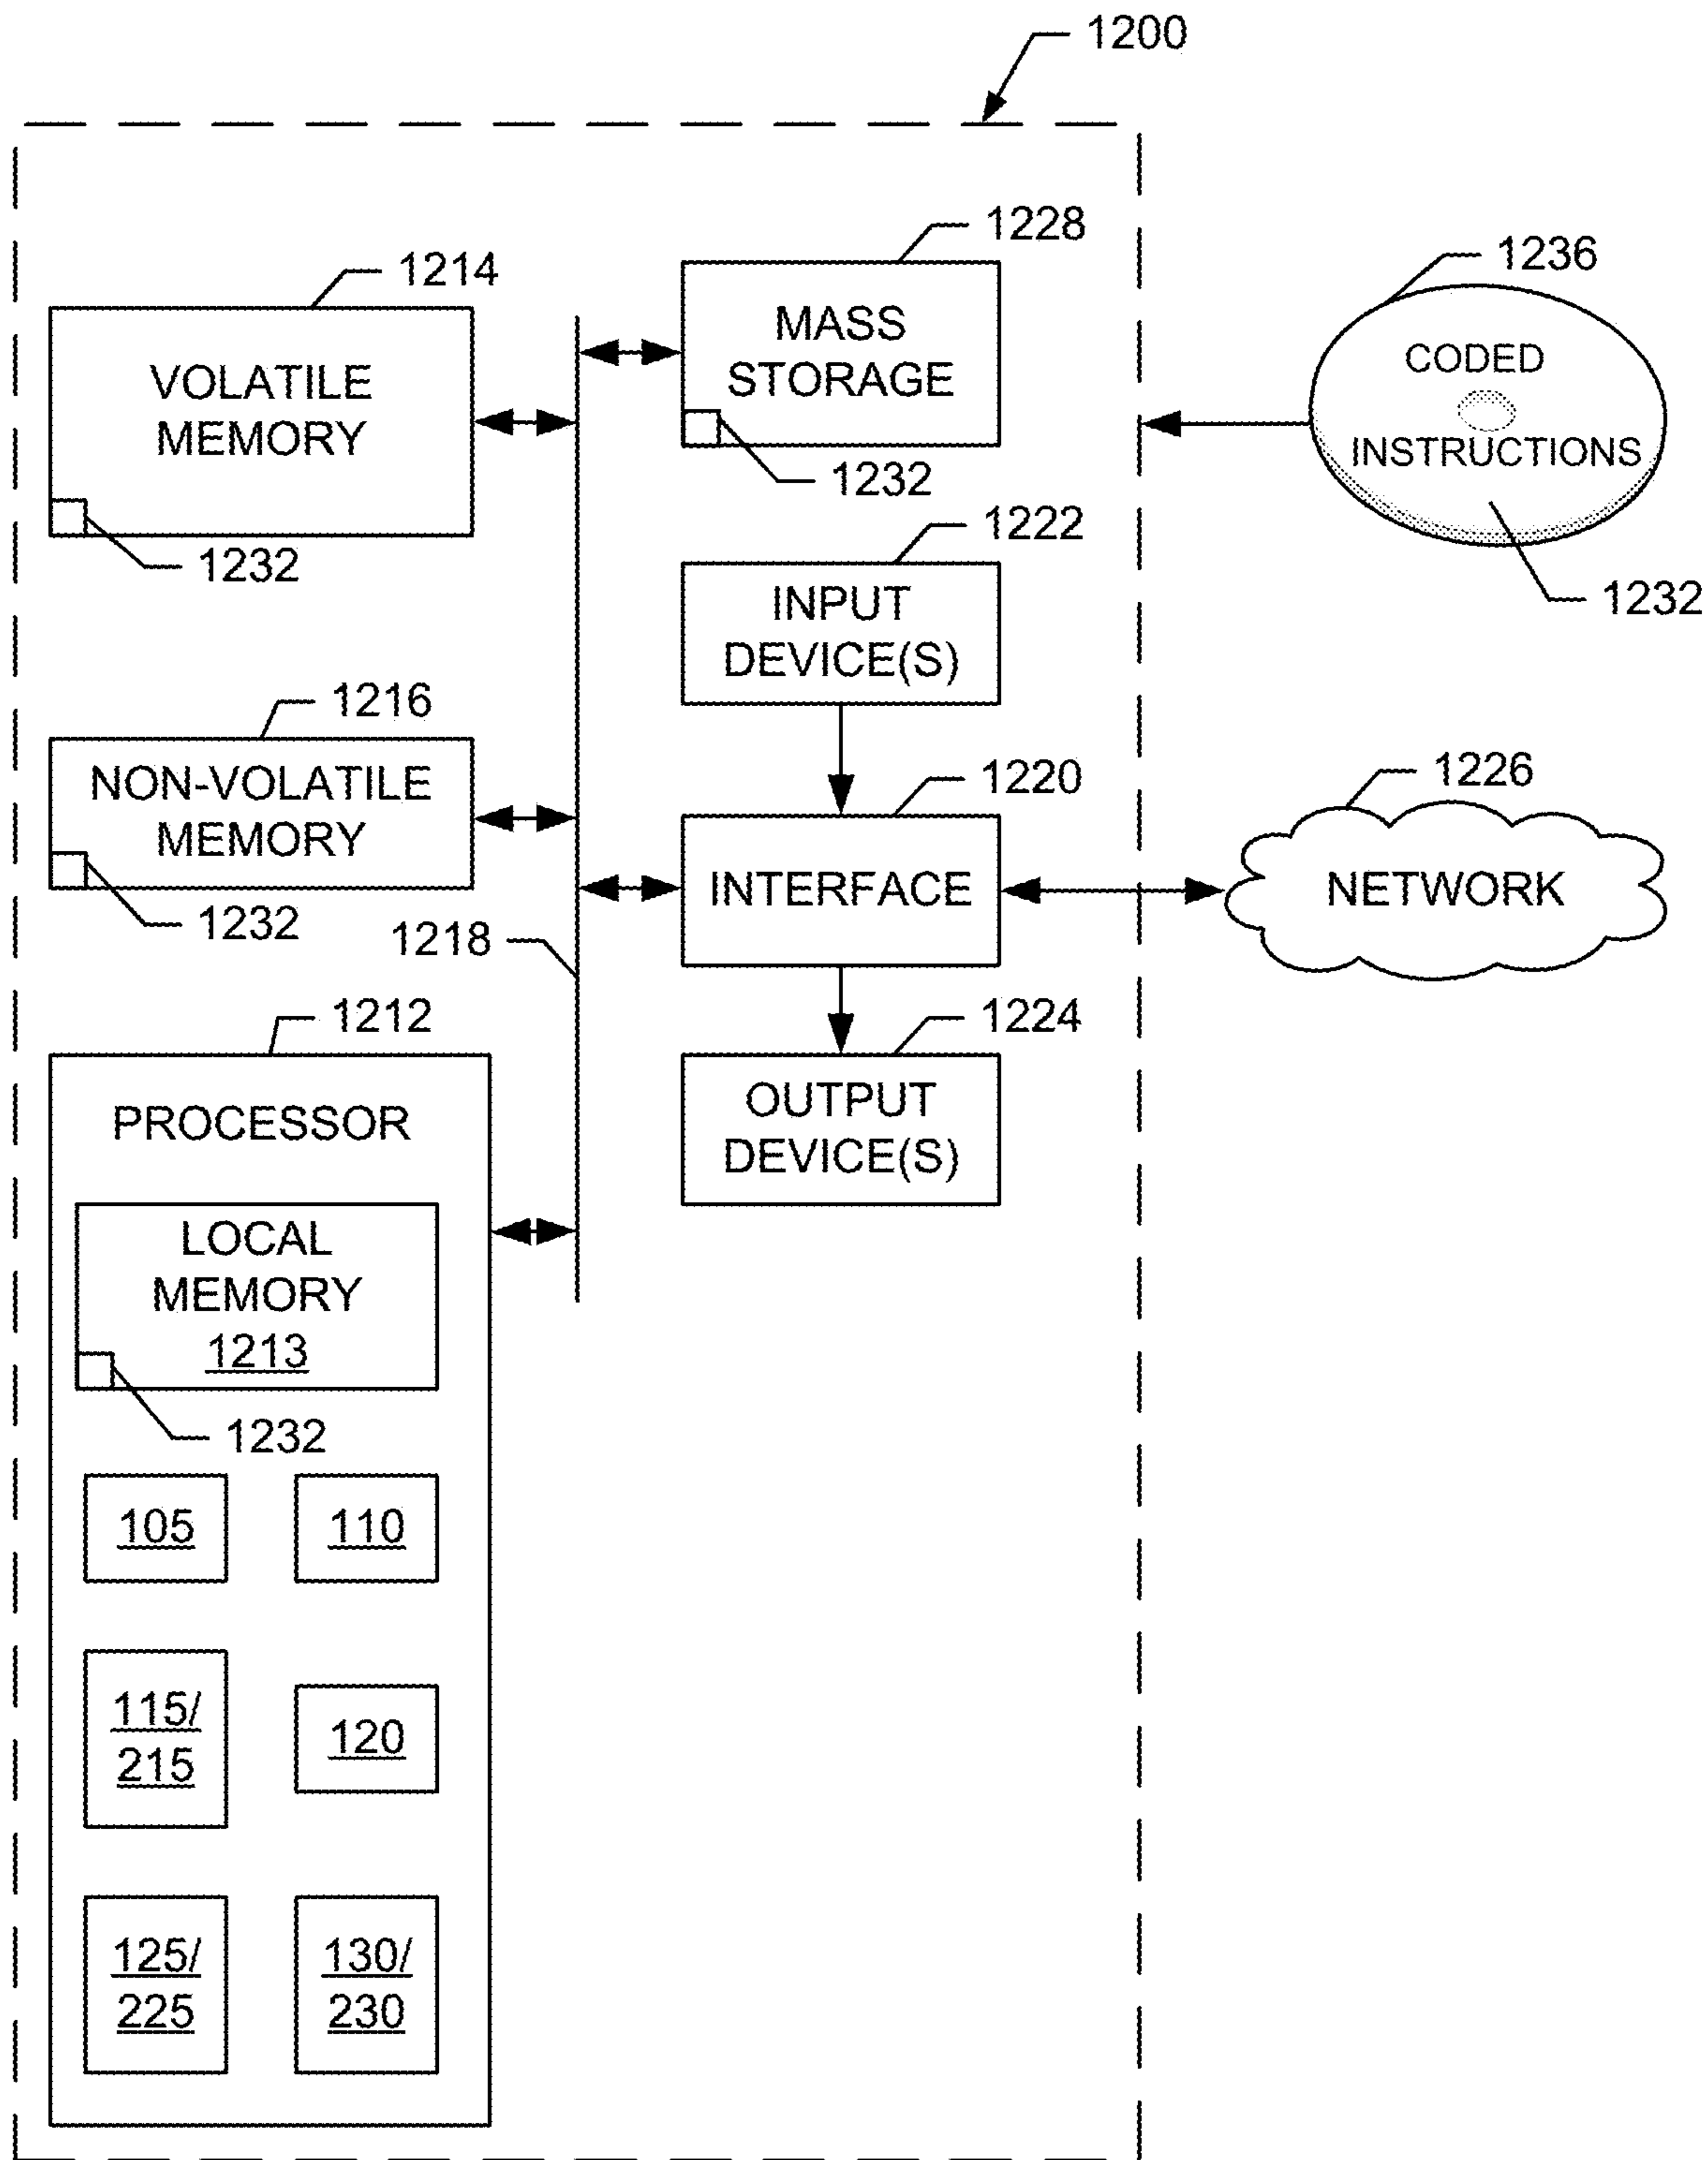 1200
1228
1214
MASS
STORAGE
1236
CODED
INSTRUCTIONS
VOLATILE
MEMORY
1232
1232
1222
1232
INPUT
DEVICE(S)
1216
NON-VOLATILE
MEMORY
1220
1226
INTERFACE
NETWORK
1232
1218
1212
1224
PROCESSOR
OUTPUT
DEVICE(S)
LOCAL
MEMORY
1213
1232
105
110
115/
215
120
125/
225
130/
230